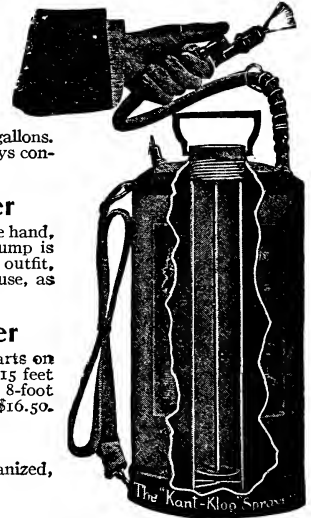 gallons.
ys con-
er
e hand,
ump is
outfit,
use, as
er
arts on
15 feet
8-foot
$16.50.
anized,
The "Kant-Klog" Spraye